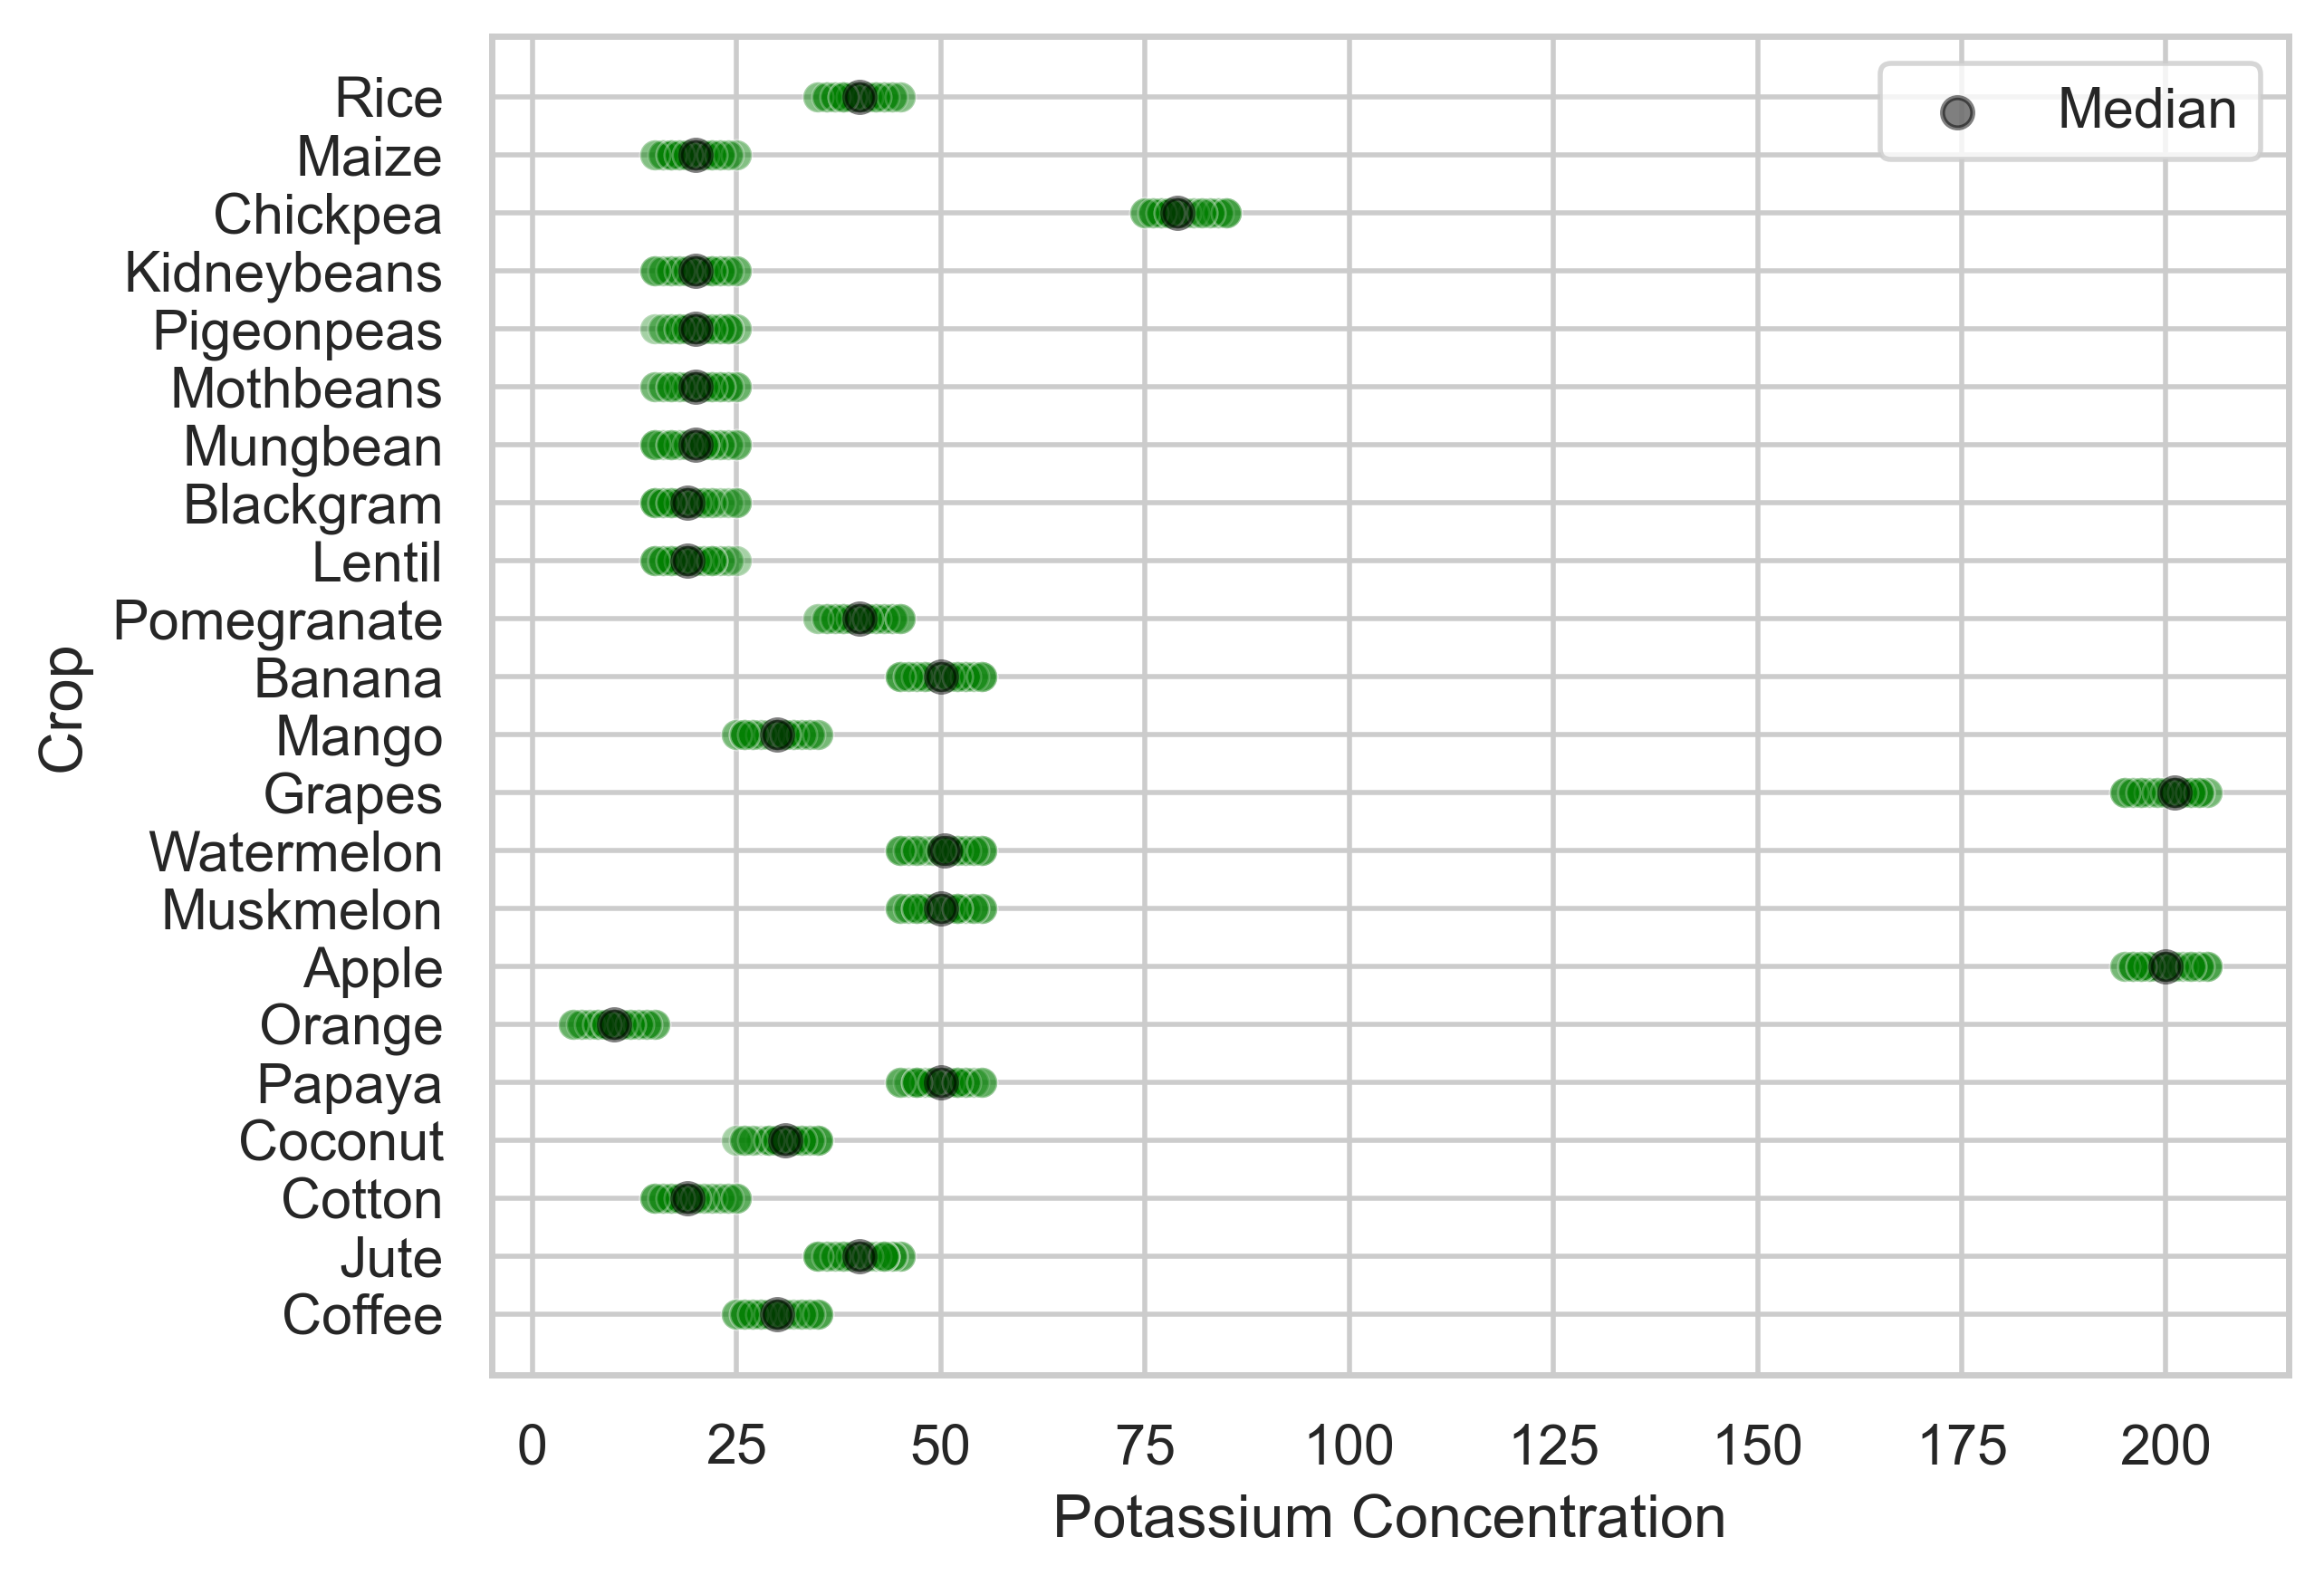 Median
Rice
Maize
Chickpea
Kidneybeans
Pigeonpeas
Mothbeans
Mungbean
Blackgram
Lentil
Pomegranate
Banana
Mango
Grapes
Watermelon
Muskmelon
Apple
Orange
Papaya
Coconut
Cotton
Jute
Coffee
Crop
0 25 50 75 100 125 150 175 200
Potassium Concentration